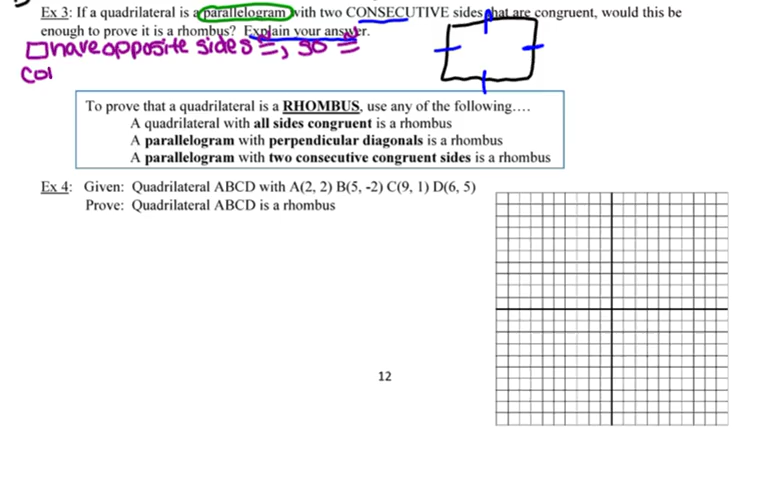 Ex 3: If a quadrilateral is a parallelogram with two CONSECUTIVE sides that are congruent, would this be
enough to prove it is a rhombus? Explain your answer.
▱ have opposite sides ≅, so ≅
Co
To prove that a quadrilateral is a RHOMBUS, use any of the following….
A quadrilateral with all sides congruent is a rhombus
A parallelogram with perpendicular diagonals is a rhombus
A parallelogram with two consecutive congruent sides is a rhombus
Ex 4: Given: Quadrilateral ABCD with A(2, 2) B(5, -2) C(9, 1) D(6, 5)
Prove: Quadrilateral ABCD is a rhombus
12